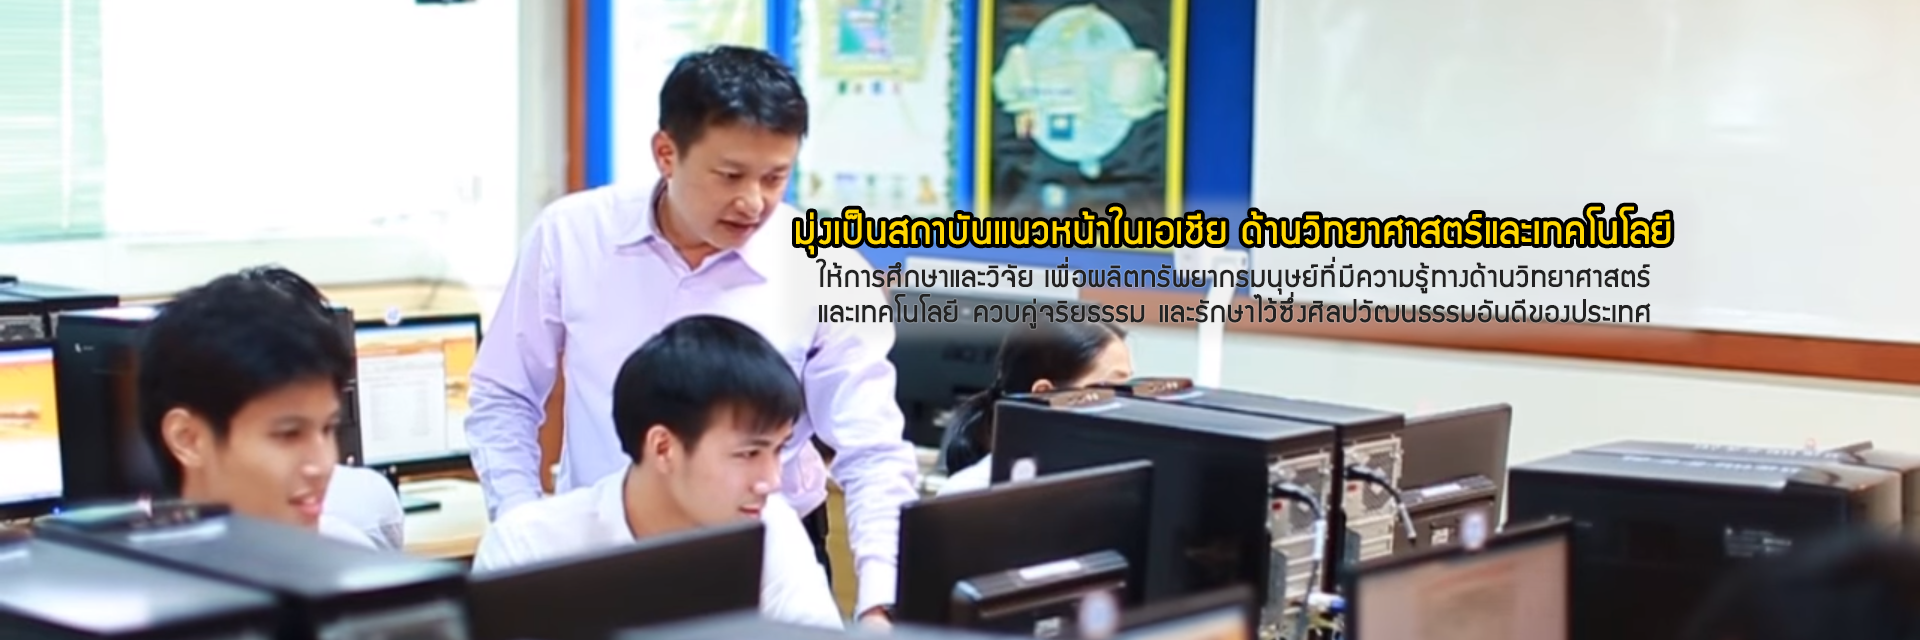 มุ่งเป็นสถาบันแนวหน้าในเอเชีย ด้านวิทยาศาสตร์และเทคโนโลยี
ให้การศึกษาและวิจัย เพื่อผลิตทรัพยากรมนุษย์ที่มีความรู้ทางด้านวิทยาศาสตร์
และเทคโนโลยี ควบคู่จริยธรรม และรักษาไว้ซึ่งศิลปวัฒนธรรมอันดีของประเทศ